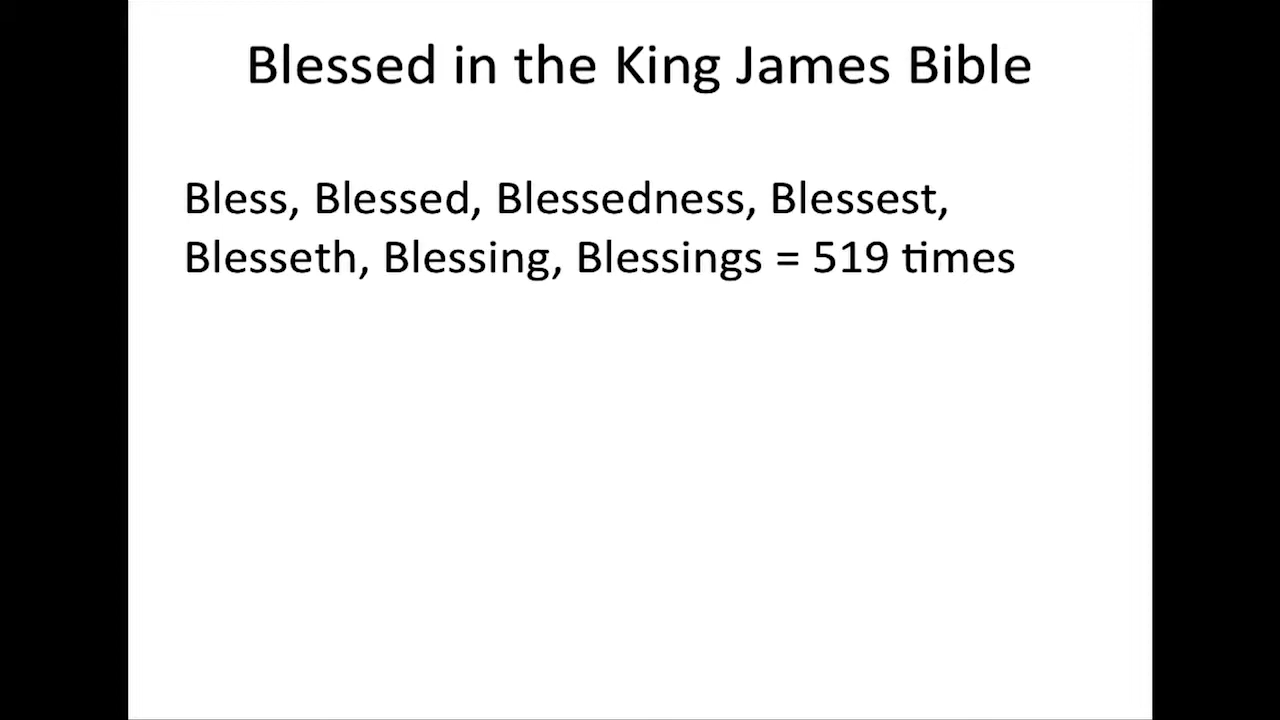 Blessed in the King James Bible
Bless, Blessed, Blessedness, Blessest,
Blesseth, Blessing, Blessings = 519 times